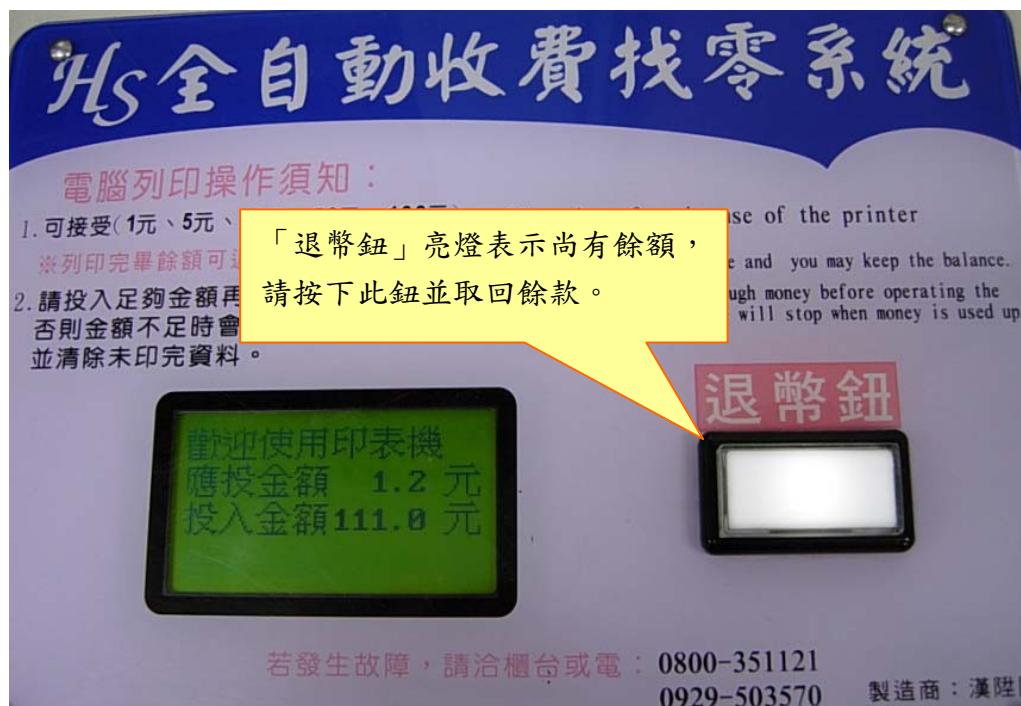 Hs全自動收費找零系統
電腦列印操作須知：
1.可接受(1元、5元、
se of the printer
※列印完畢餘額可
e and you may keep the balance.
2.請投入足夠金額再
ugh money before operating the
否則金額不足時會
will stop when money is used up
並清除未印完資料。
「退幣鈕」亮燈表示尚有餘額，
請按下此鈕並取回餘款。
退幣鈕
歡迎使用印表機
應投金額 1.2 元
投入金額111.0 元
若發生故障，請洽櫃台或電：0800-351121
0929-503570
製造商：漢陞